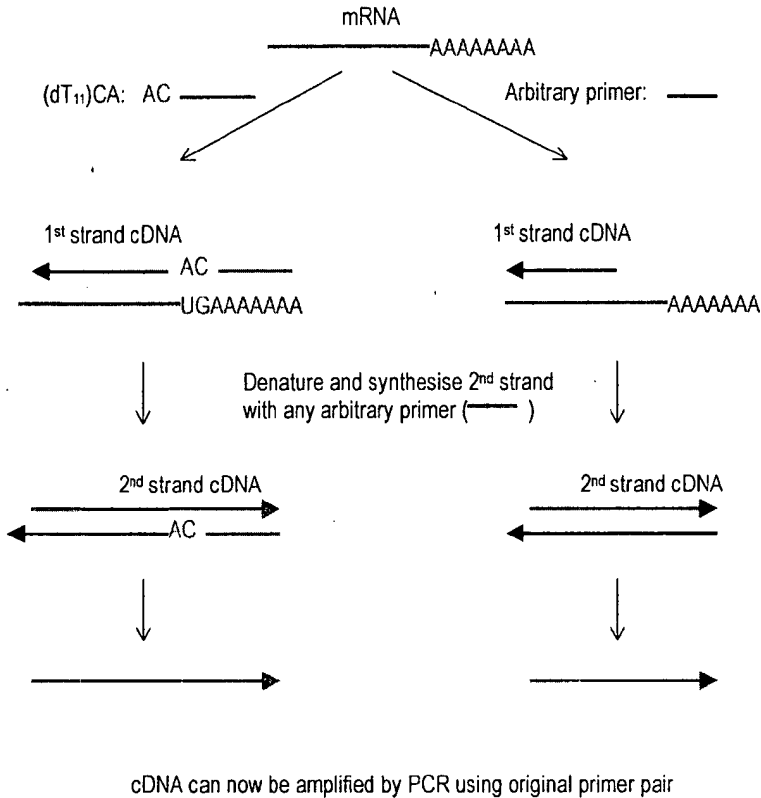 mRNA
AAAAAAAA
(dT₁₁)CA: AC
Arbitrary primer:
1st strand cDNA
1st strand cDNA
AC
UGAAAAAAA
AAAAAAA
Denature and synthesise 2nd strand
with any arbitrary primer ( )
2nd strand cDNA
2nd strand cDNA
AC
cDNA can now be amplified by PCR using original primer pair